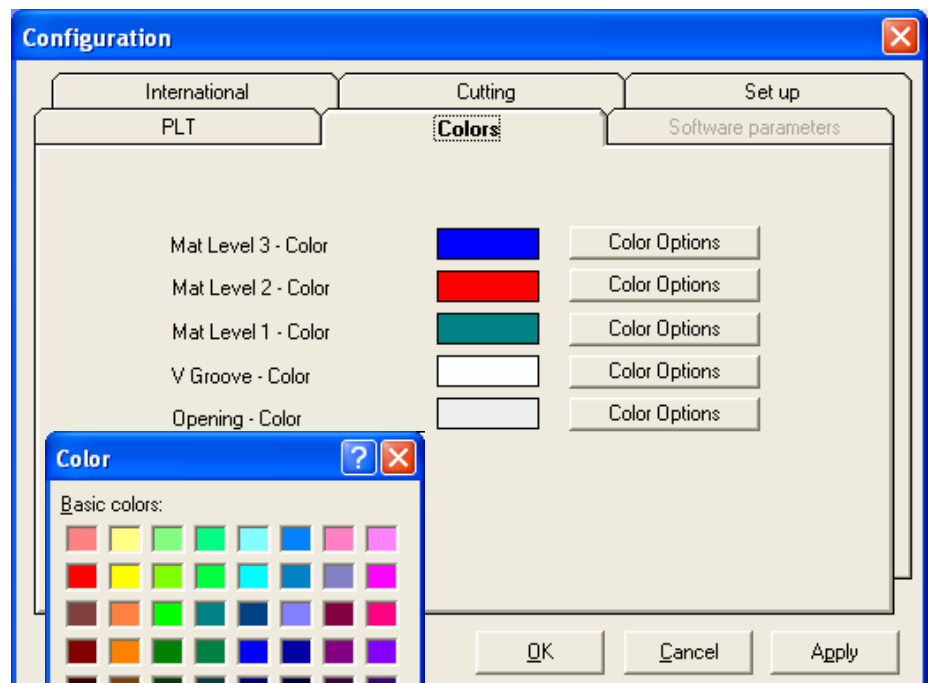 Configuration
International Cutting Set up
PLT Colors Software parameters
Mat Level 3 - Color Color Options
Mat Level 2 - Color Color Options
Mat Level 1 - Color Color Options
V Groove - Color Color Options
Opening - Color Color Options
Color ?
Basic colors:
OK Cancel Apply